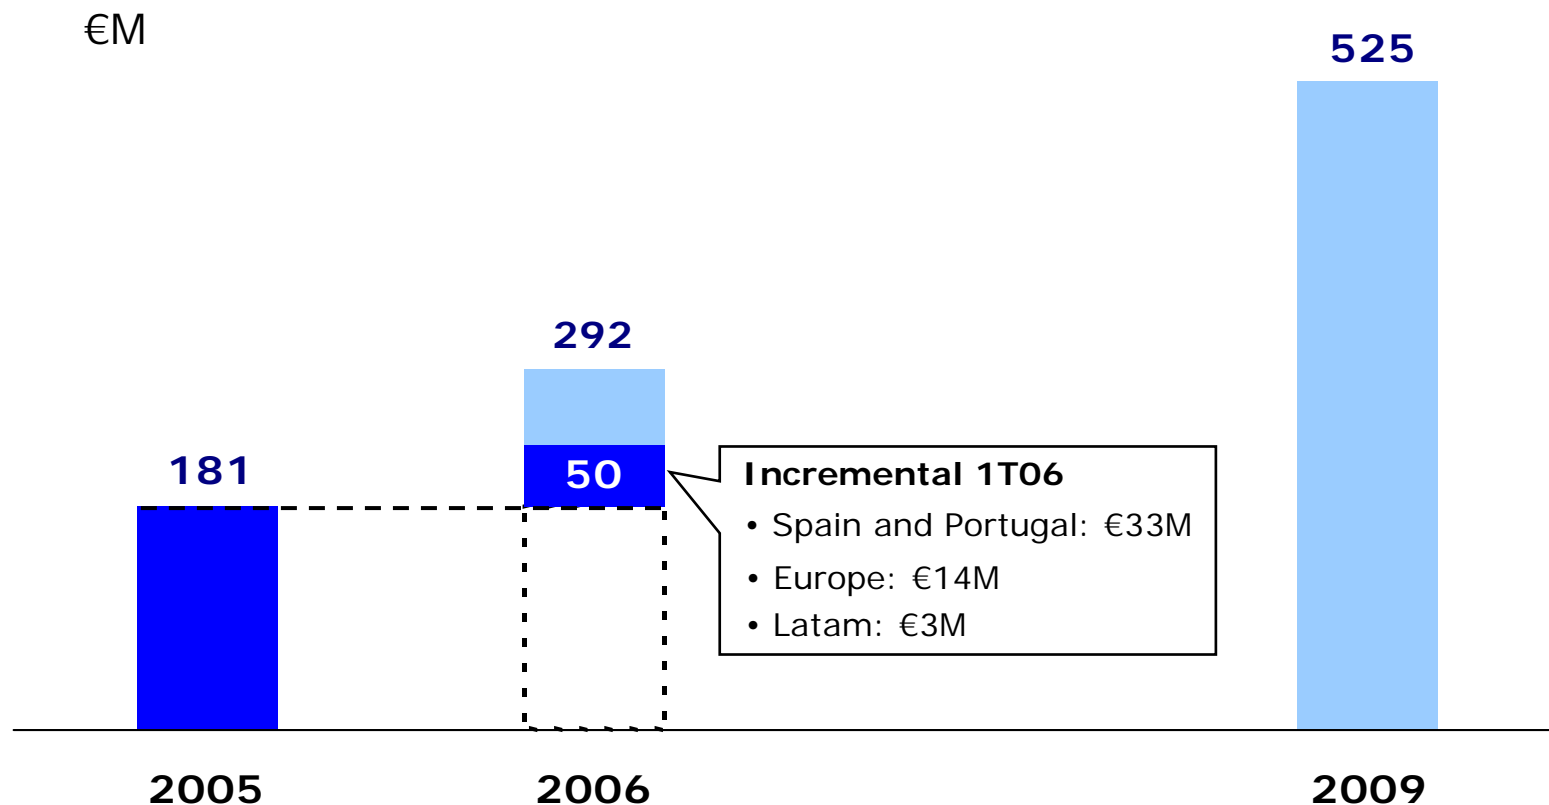 €M
525
292
181
50
Incremental 1T06
• Spain and Portugal: €33M
• Europe: €14M
• Latam: €3M
2005
2006
2009